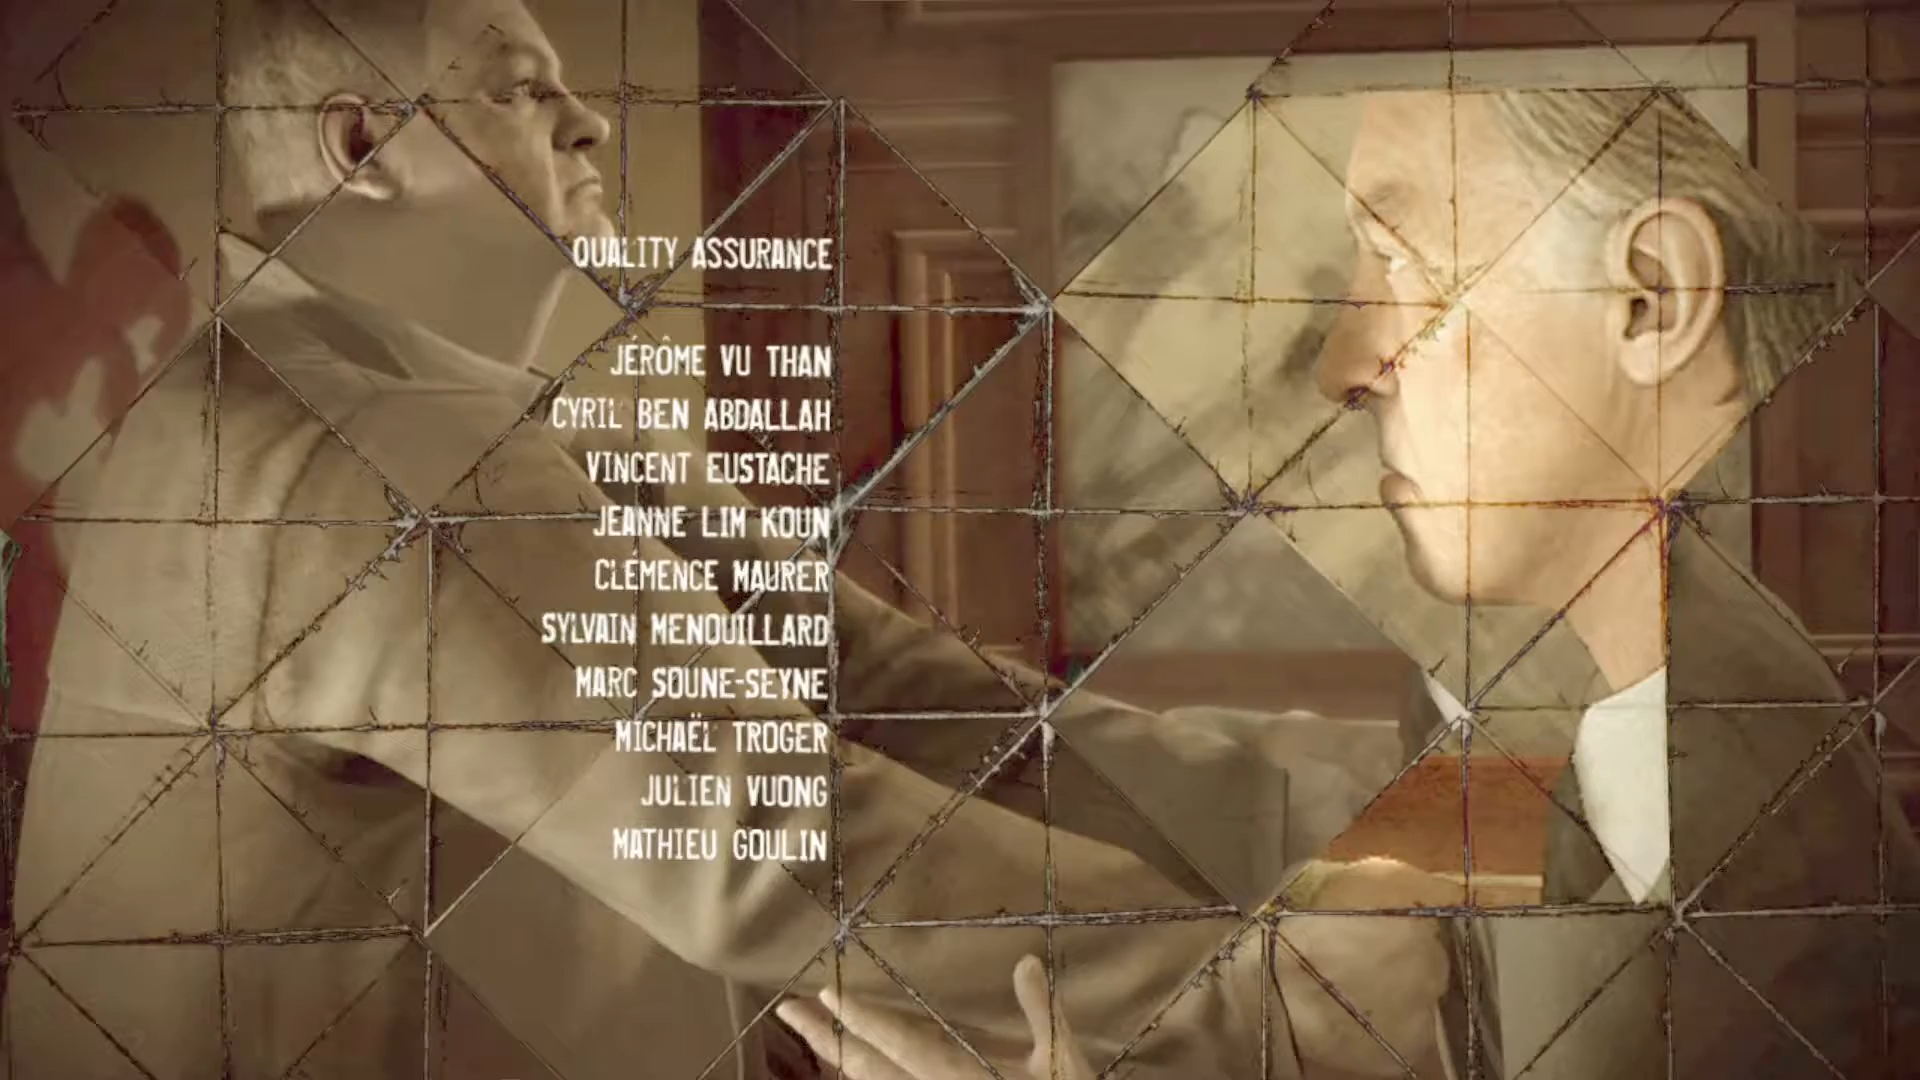 QUALITY ASSURANCE
JÉRÔME VU THAN
CYRIL BEN ABDALLAH
VINCENT EUSTACHE
JEANNE LIM KOUN
CLÉMENCE MAURER
SYLVAIN MENOUILLARD
MARC SOUNE-SEYNE
MICHAËL TROGER
JULIEN VUONG
MATHIEU GOULIN